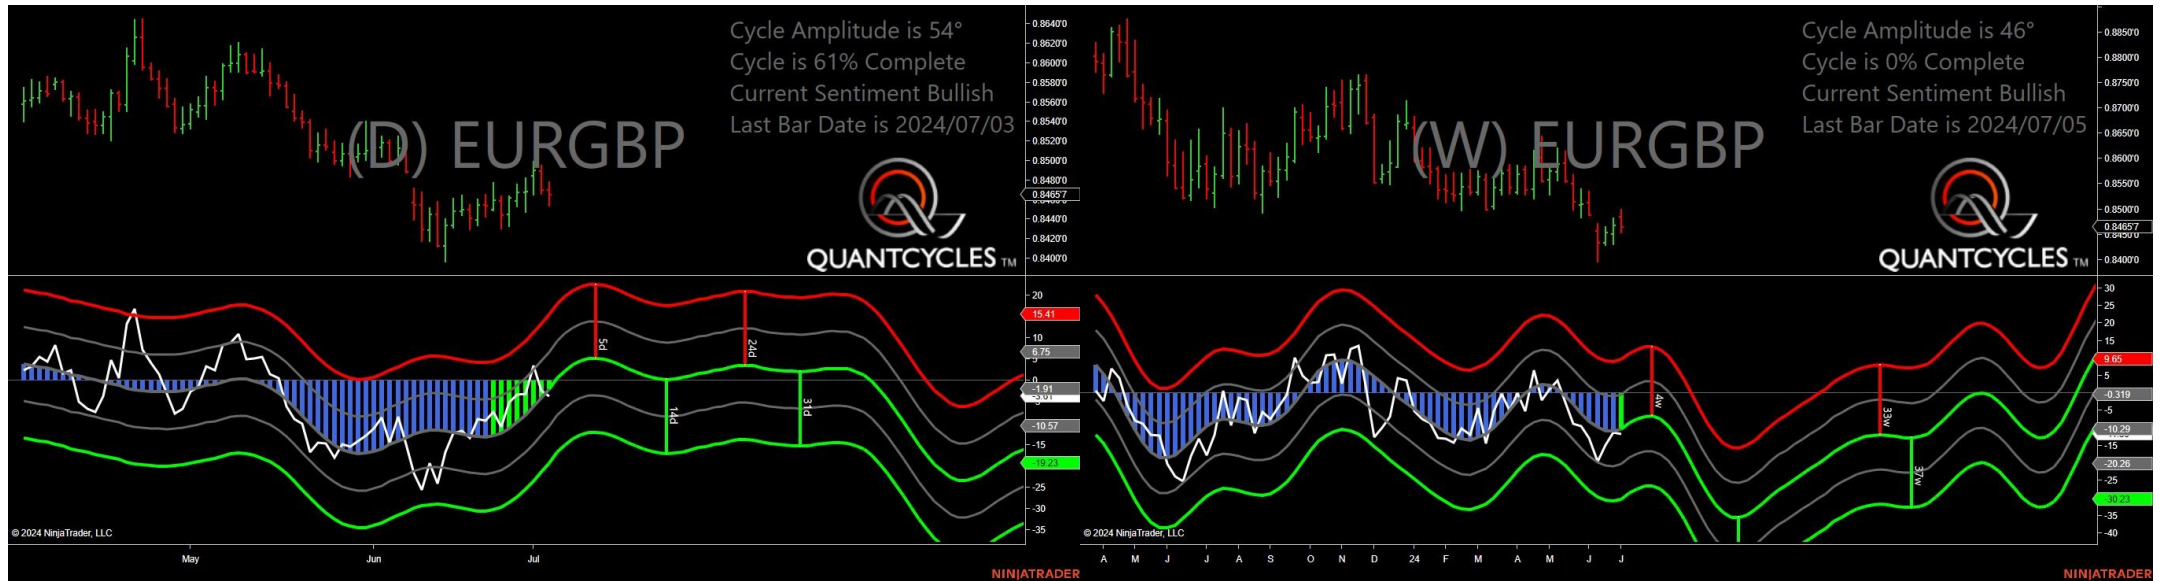 Cycle Amplitude is 54°
Cycle is 61% Complete
Current Sentiment Bullish
Last Bar Date is 2024/07/03
(D) EURGBP
QUANTCYCLES TM
0.8640'0
0.8620'0
0.8600'0
0.8580'0
0.8560'0
0.8540'0
0.8520'0
0.8500'0
0.8480'0
0.8465'7
0.8440'0
0.8420'0
0.8400'0
5d
14d
24d
31d
20
15.41
10
6.75
0
-1.91
-10.57
-15
-19.23
-25
-30
-35
© 2024 NinjaTrader, LLC
May
Jun
Jul
NINJATRADER
Cycle Amplitude is 46°
Cycle is 0% Complete
Current Sentiment Bullish
Last Bar Date is 2024/07/05
(W) EURGBP
QUANTCYCLES TM
0.8850'0
0.8800'0
0.8750'0
0.8700'0
0.8650'0
0.8600'0
0.8550'0
0.8500'0
0.8465'7
0.8450'0
0.8400'0
4w
33w
37w
30
25
20
15
9.65
5
-0.319
-5
-10.29
-15
-20.26
-25
-30.23
-35
-40
© 2024 NinjaTrader, LLC
A M J J A S O N D 24 F M A M J J
NINJATRADER